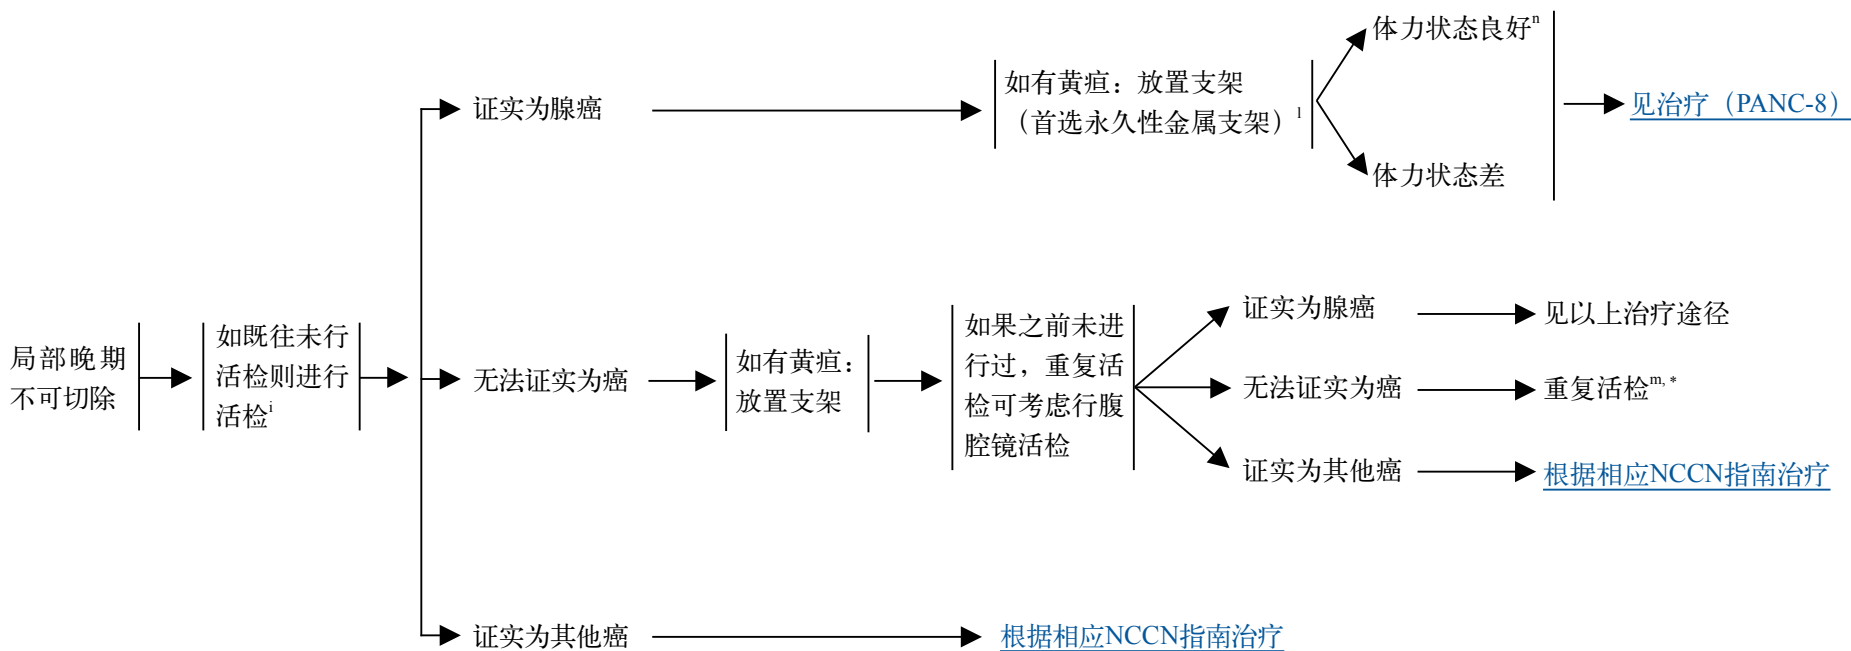 体力状态良好n
如有黄疸：放置支架
（首选永久性金属支架）l
证实为腺癌
见治疗（PANC-8）
体力状态差
局部晚期
不可切除
如既往未行
活检则进行
活检i
无法证实为癌
如有黄疸：
放置支架
如果之前未进
行过，重复活
检可考虑行腹
腔镜活检
证实为腺癌
见以上治疗途径
无法证实为癌
重复活检m, *
证实为其他癌
根据相应NCCN指南治疗
证实为其他癌
根据相应NCCN指南治疗